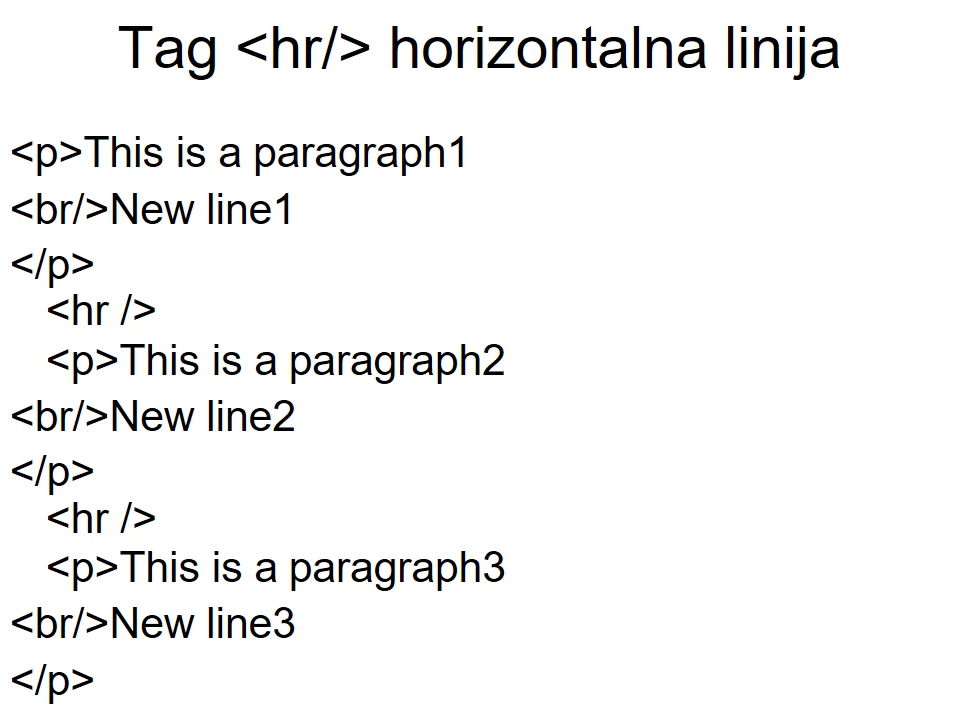 Tag <hr/> horizontalna linija
<p>This is a paragraph1
<br/>New line1
</p>
<hr />
<p>This is a paragraph2
<br/>New line2
</p>
<hr />
<p>This is a paragraph3
<br/>New line3
</p>